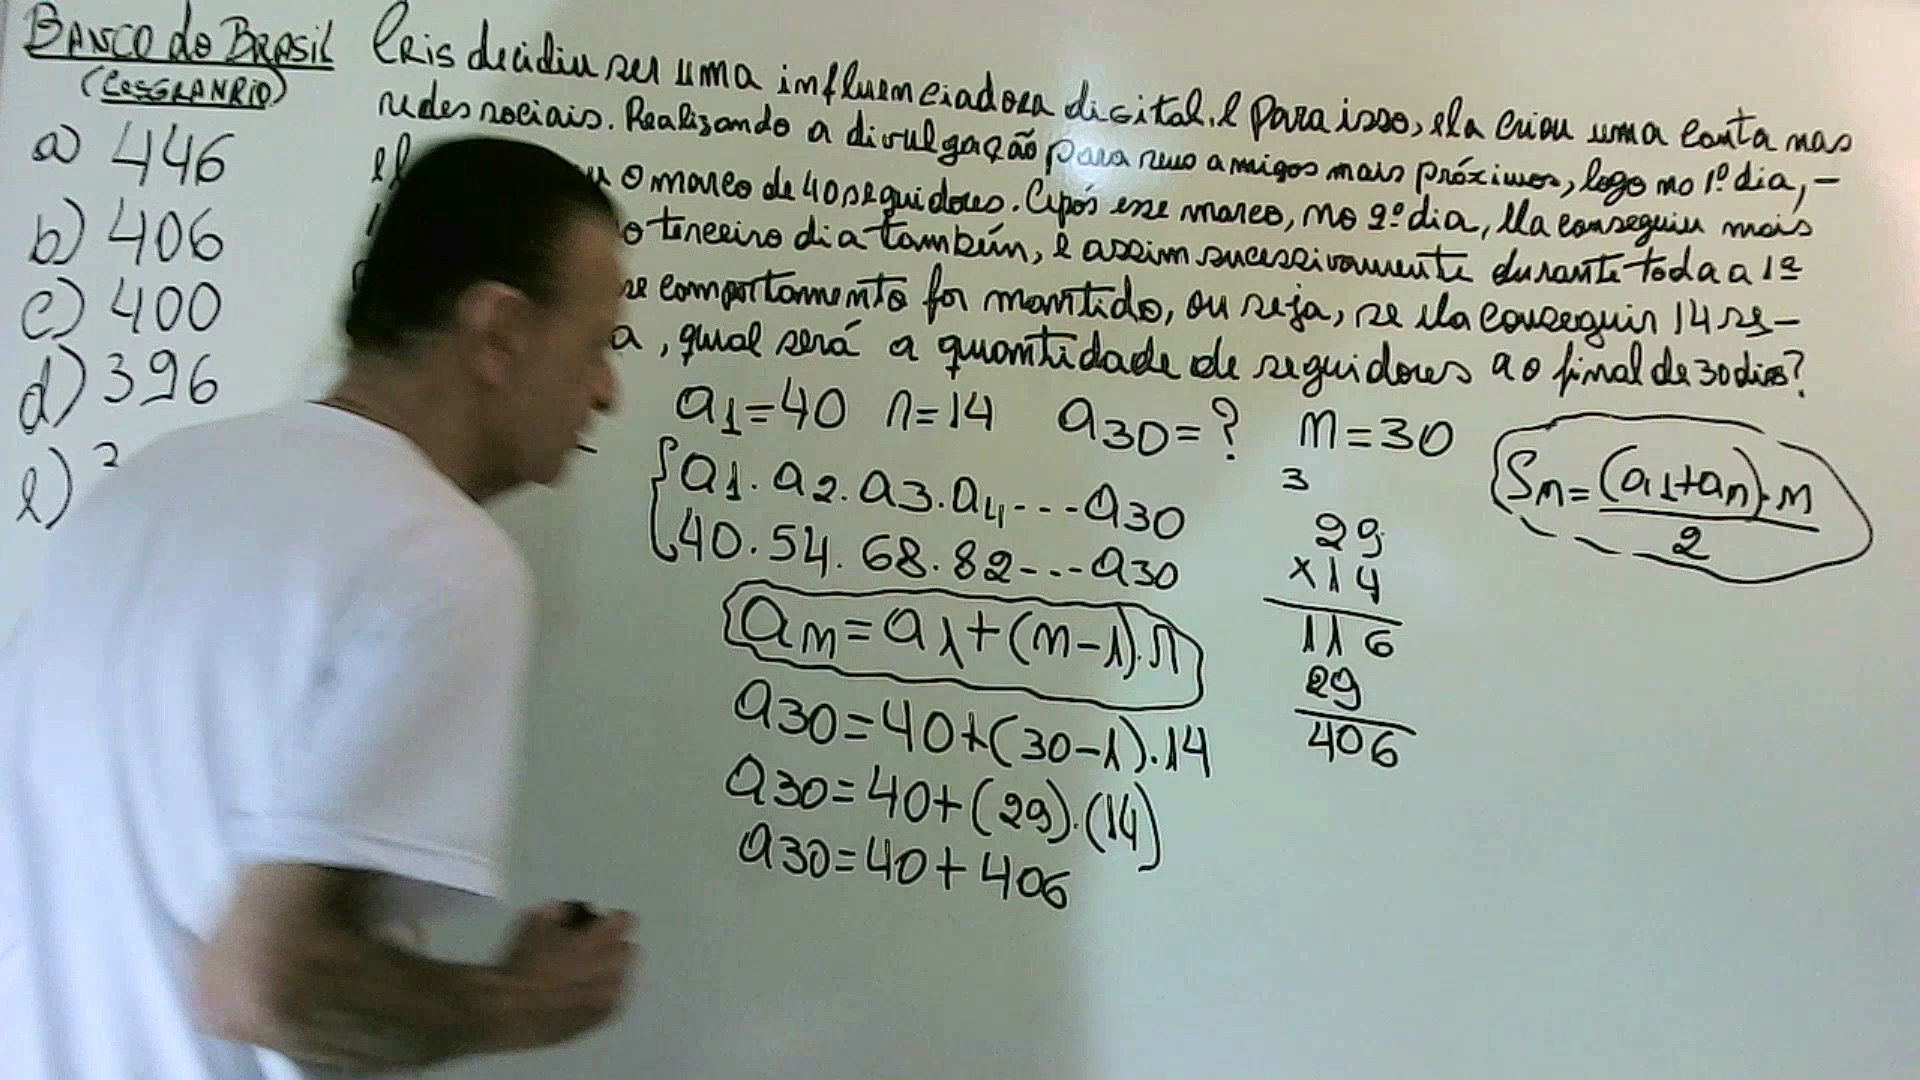 BANCO do BRASIL
(CESGRANRIO)
a) 446
b) 406
c) 400
d) 396
e) 3
Cris decidiu ser uma influenciadora digital, e para isso, ela criou uma conta nas
redes sociais. Realizando a divulgação para seus amigos mais próximos, logo no 1º dia, -
o marco de 40 seguidores. Após esse marco, no 2º dia, ela conseguiu mais
o terceiro dia também, e assim sucessivamente durante toda a 1ª
se comportamento for mantido, ou seja, se ela conseguir 14 se-
a, qual será a quantidade de seguidores ao final de 30 dias?
a1=40 r=14 a30=? n=30
a1. a2. a3. a4...a30
40. 54. 68. 82...a30
an=a1+(n-1).r
a30=40+(30-1).14
a30=40+(29).(14)
a30=40+406
3
29
x14
116
29
406
Sn=(a1+an).n
2